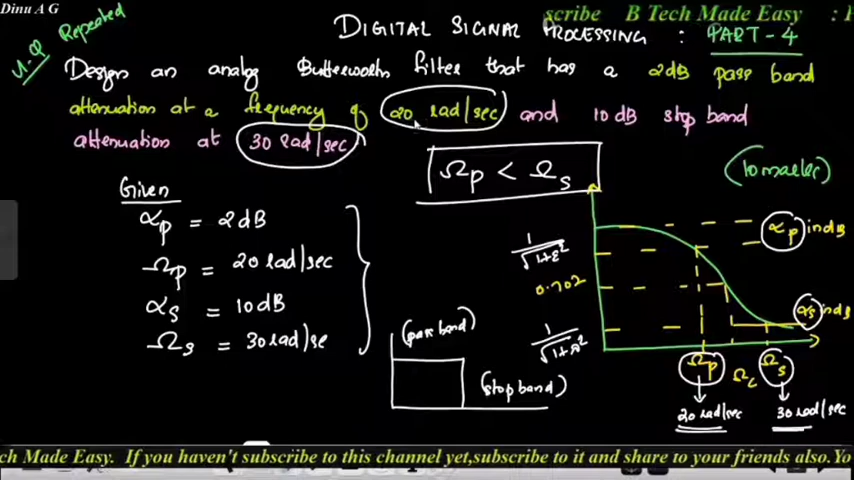 Dinu A G
scribe B Tech Made Easy :
U.Q Repeated
DIGITAL SIGNAL PROCESSING : PART - 4
Design an analog Butterworth filter that has a 2dB pass band
attenuation at a frequency of 20 rad/sec and 10 dB stop band
attenuation at 30 rad/sec
Ωp < Ωs
(10 marks)
Given
αp = 2dB
Ωp = 20 rad/sec
αs = 10dB
Ωs = 30 rad/se
(pass band)
(stop band)
1/√1+ε²
0.707
1/√1+λ²
αp in dB
αs in dB
Ωp Ωc Ωs
20 rad/sec 30 rad/sec
ch Made Easy. If you haven't subscribe to this channel yet,subscribe to it and share to your friends also.Yo